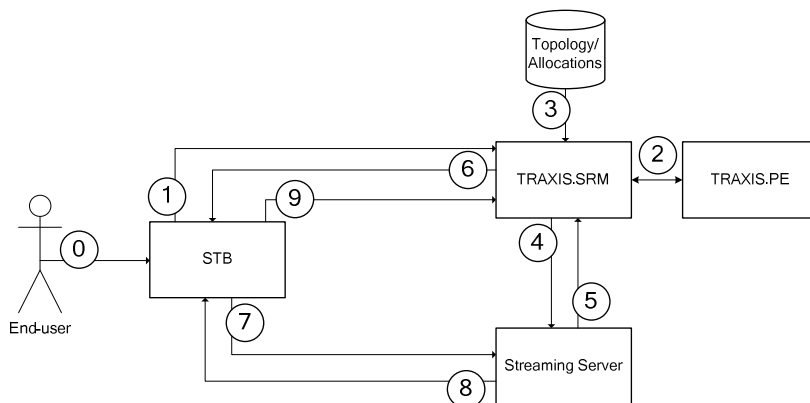 Topology/
Allocations
3
1
6
TRAXIS.SRM
2
TRAXIS.PE
9
0
STB
4
5
7
End-user
8
Streaming Server